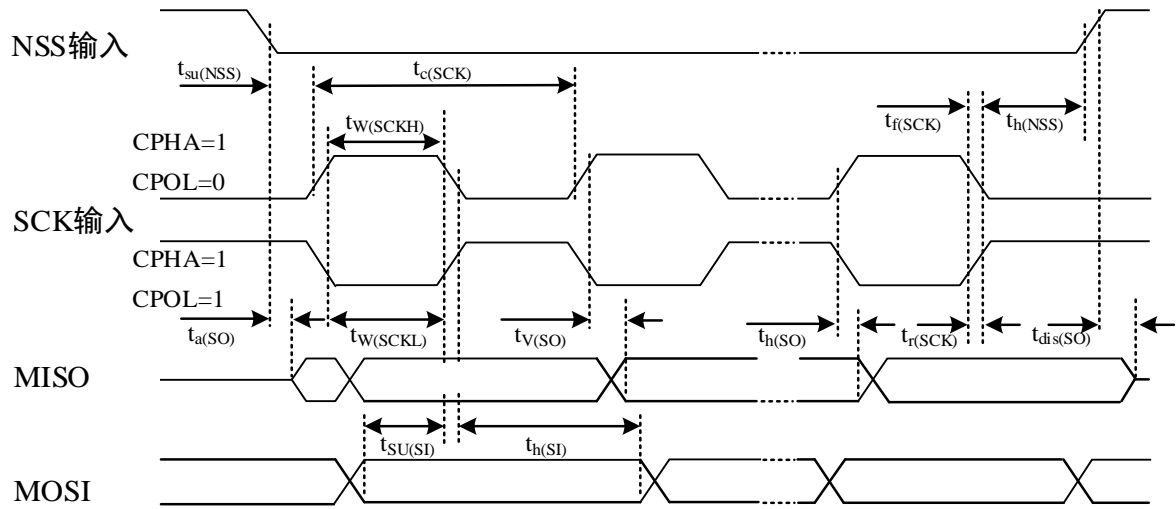 NSS输入
tsu(NSS)
tc(SCK)
tW(SCKH)
tf(SCK)
th(NSS)
CPHA=1
CPOL=0
SCK输入
CPHA=1
CPOL=1
ta(SO)
tW(SCKL)
tV(SO)
th(SO)
tr(SCK)
tdis(SO)
MISO
tSU(SI)
th(SI)
MOSI